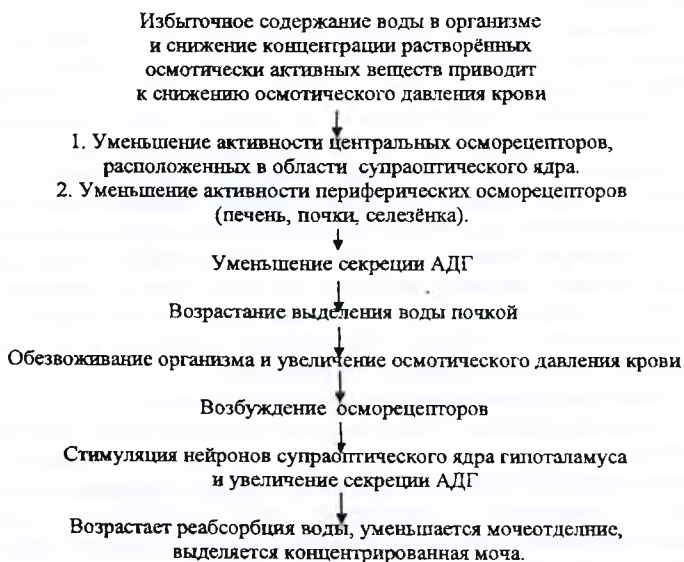 Избыточное содержание воды в организме
и снижение концентрации растворённых
осмотически активных веществ приводит
к снижению осмотического давления крови
1. Уменьшение активности центральных осморецепторов,
расположенных в области супраоптического ядра.
2. Уменьшение активности периферических осморецепторов
(печень, почки, селезёнка).
Уменьшение секреции АДГ
Возрастание выделения воды почкой
Обезвоживание организма и увеличение осмотического давления крови
Возбуждение осморецепторов
Стимуляция нейронов супраоптического ядра гипоталамуса
и увеличение секреции АДГ
Возрастает реабсорбция воды, уменьшается мочеотделние,
выделяется концентрированная моча.